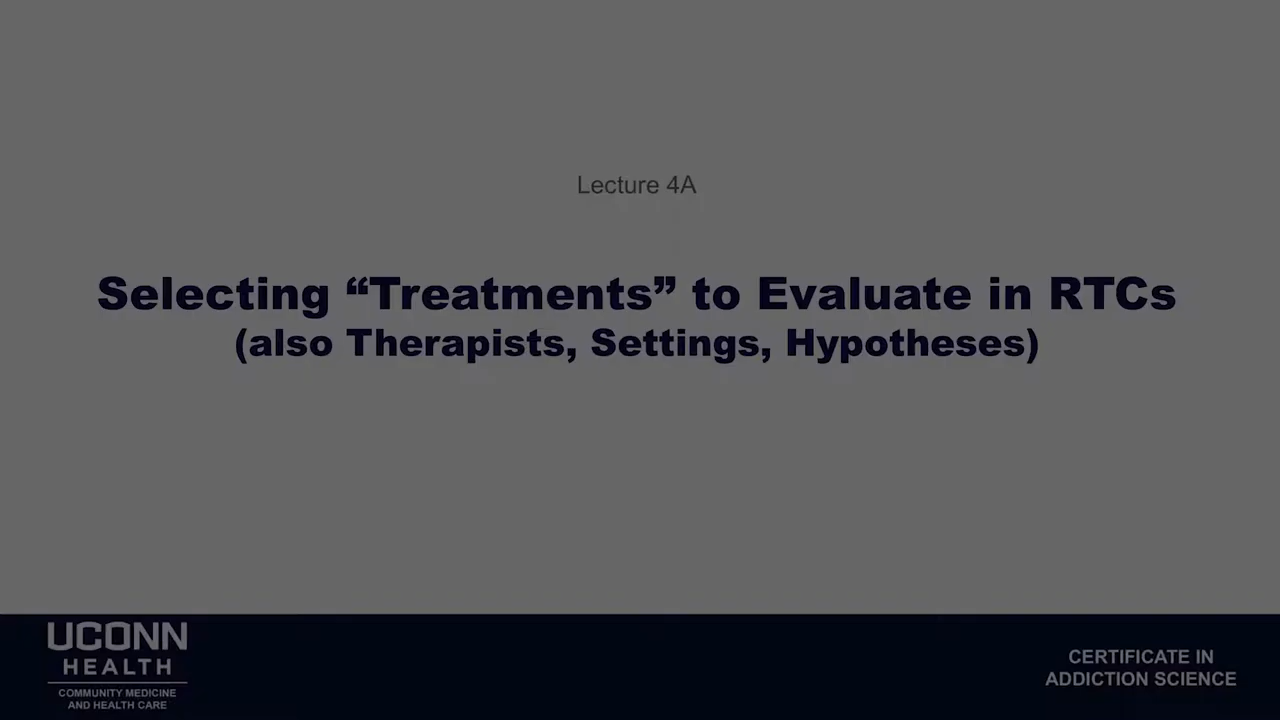 Lecture 4A
Selecting “Treatments” to Evaluate in RTCs
(also Therapists, Settings, Hypotheses)
UCONN
HEALTH
COMMUNITY MEDICINE
AND HEALTH CARE
CERTIFICATE IN
ADDICTION SCIENCE